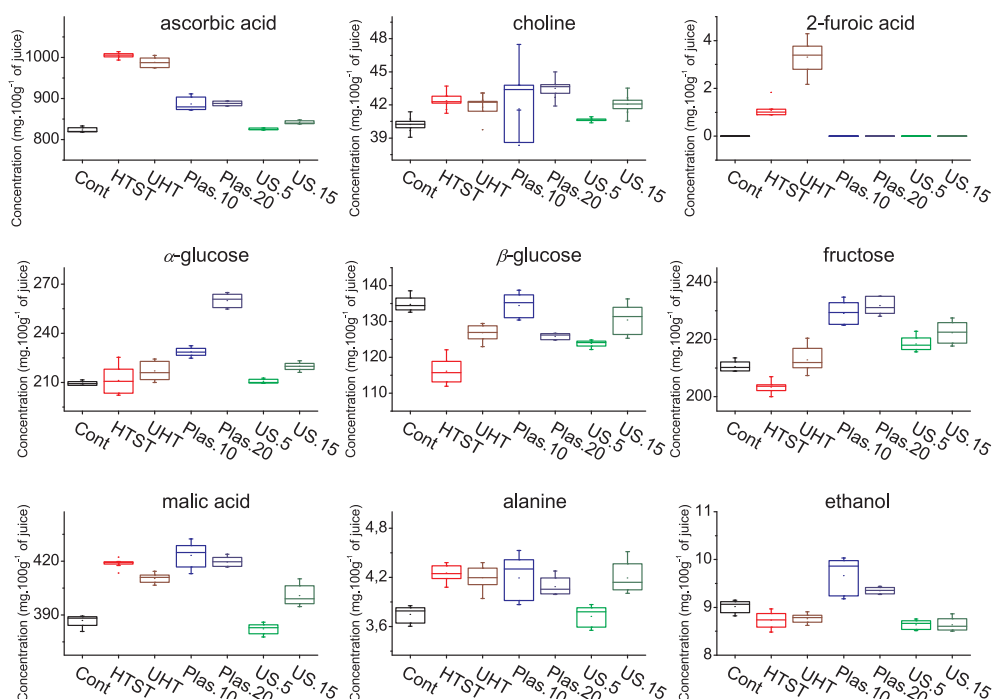 ascorbic acid
Concentration (mg.100g⁻¹ of juice)
1000
900
800
Cont HTST UHT Plas.10 Plas.20 US.5 US.15
choline
Concentration (mg.100g⁻¹ of juice)
48
45
42
39
Cont HTST UHT Plas.10 Plas.20 US.5 US.15
2-furoic acid
Concentration (mg.100g⁻¹ of juice)
4
2
0
Cont HTST UHT Plas.10 Plas.20 US.5 US.15
α-glucose
Concentration (mg.100g⁻¹ of juice)
270
240
210
Cont HTST UHT Plas.10 Plas.20 US.5 US.15
β-glucose
Concentration (mg.100g⁻¹ of juice)
140
130
120
110
Cont HTST UHT Plas.10 Plas.20 US.5 US.15
fructose
Concentration (mg.100g⁻¹ of juice)
240
220
200
Cont HTST UHT Plas.10 Plas.20 US.5 US.15
malic acid
Concentration (mg.100g⁻¹ of juice)
420
390
Cont HTST UHT Plas.10 Plas.20 US.5 US.15
alanine
Concentration (mg.100g⁻¹ of juice)
4,8
4,2
3,6
Cont HTST UHT Plas.10 Plas.20 US.5 US.15
ethanol
Concentration (mg.100g⁻¹ of juice)
11
10
9
8
Cont HTST UHT Plas.10 Plas.20 US.5 US.15